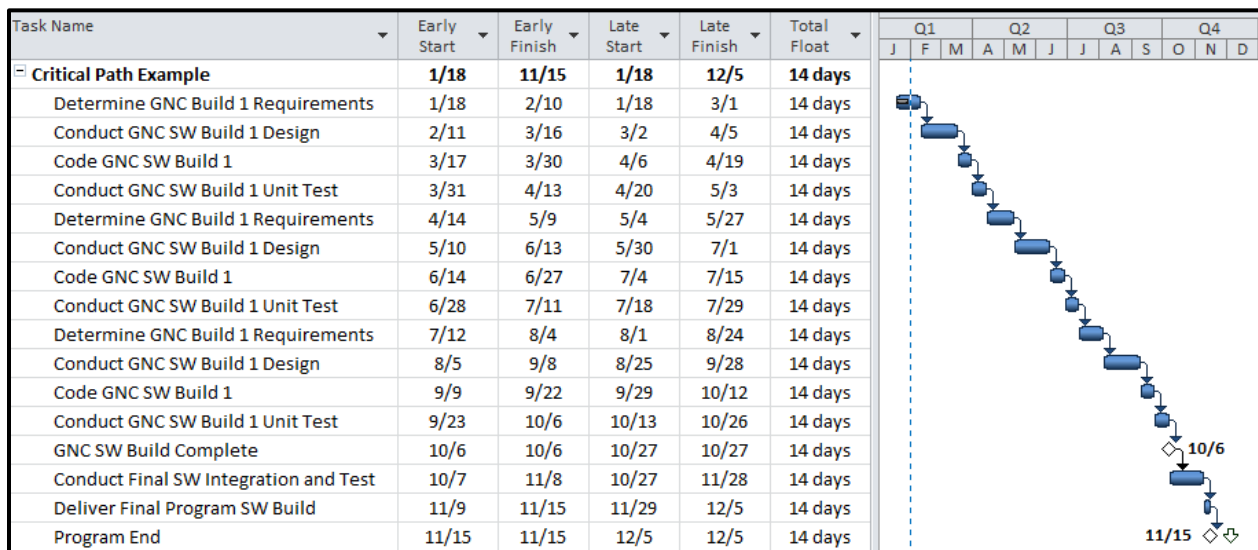 Task Name Early Start Early Finish Late Start Late Finish Total Float Q1 Q2 Q3 Q4
J F M A M J J A S O N D
Critical Path Example 1/18 11/15 1/18 12/5 14 days
Determine GNC Build 1 Requirements 1/18 2/10 1/18 3/1 14 days
Conduct GNC SW Build 1 Design 2/11 3/16 3/2 4/5 14 days
Code GNC SW Build 1 3/17 3/30 4/6 4/19 14 days
Conduct GNC SW Build 1 Unit Test 3/31 4/13 4/20 5/3 14 days
Determine GNC Build 1 Requirements 4/14 5/9 5/4 5/27 14 days
Conduct GNC SW Build 1 Design 5/10 6/13 5/30 7/1 14 days
Code GNC SW Build 1 6/14 6/27 7/4 7/15 14 days
Conduct GNC SW Build 1 Unit Test 6/28 7/11 7/18 7/29 14 days
Determine GNC Build 1 Requirements 7/12 8/4 8/1 8/24 14 days
Conduct GNC SW Build 1 Design 8/5 9/8 8/25 9/28 14 days
Code GNC SW Build 1 9/9 9/22 9/29 10/12 14 days
Conduct GNC SW Build 1 Unit Test 9/23 10/6 10/13 10/26 14 days
GNC SW Build Complete 10/6 10/6 10/27 10/27 14 days 10/6
Conduct Final SW Integration and Test 10/7 11/8 10/27 11/28 14 days
Deliver Final Program SW Build 11/9 11/15 11/29 12/5 14 days
Program End 11/15 11/15 12/5 12/5 14 days 11/15